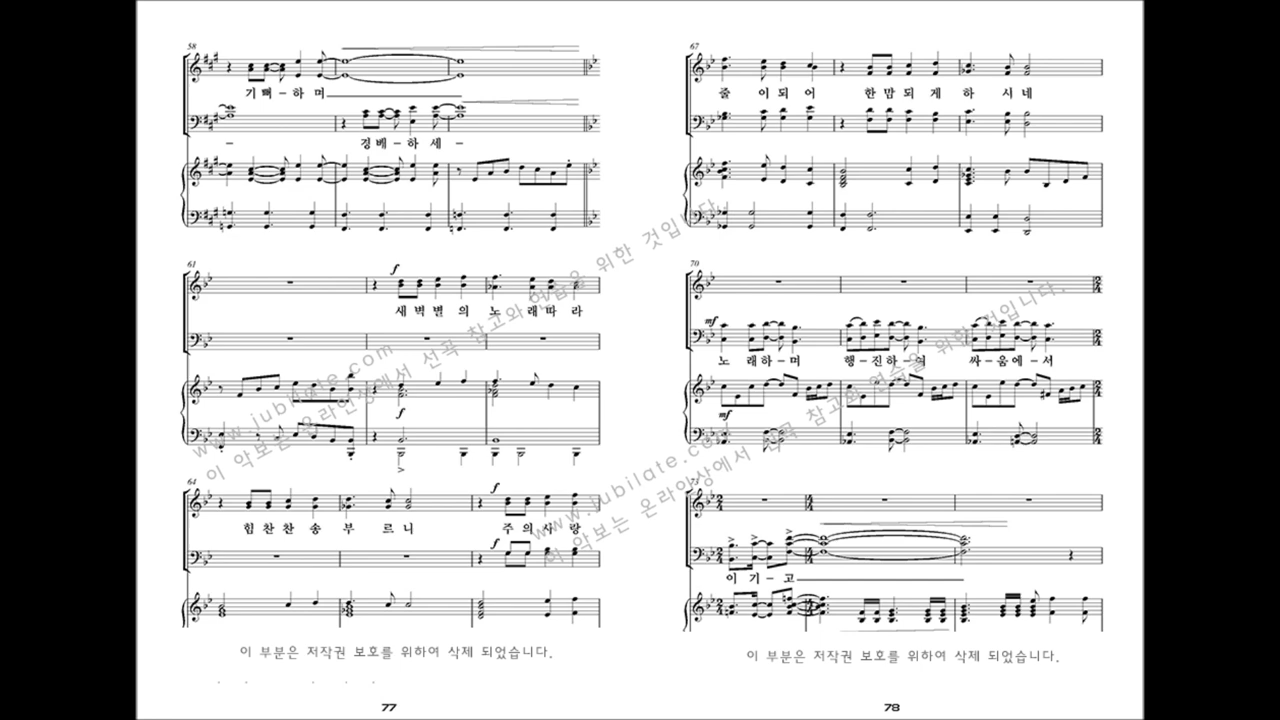 58
기뻐-하며
- 경배-하세-
61
f
새벽별의 노래따라
f
64
f
힘찬찬송 부르니 주의사랑
f
이 부분은 저작권 보호를 위하여 삭제 되었습니다.
77
67
줄 이되어 한맘되게하 시네
70
mf
노 래하-며 행-진하-여 싸-움에-서
mf
73
이기-고
이 부분은 저작권 보호를 위하여 삭제 되었습니다.
78
www.jubilate.com
이 악보는 온라인상에서 선곡 참고와 연습을 위한 것입니다.
www.jubilate.com
이 악보는 온라인상에서 선곡 참고와 연습을 위한 것입니다.